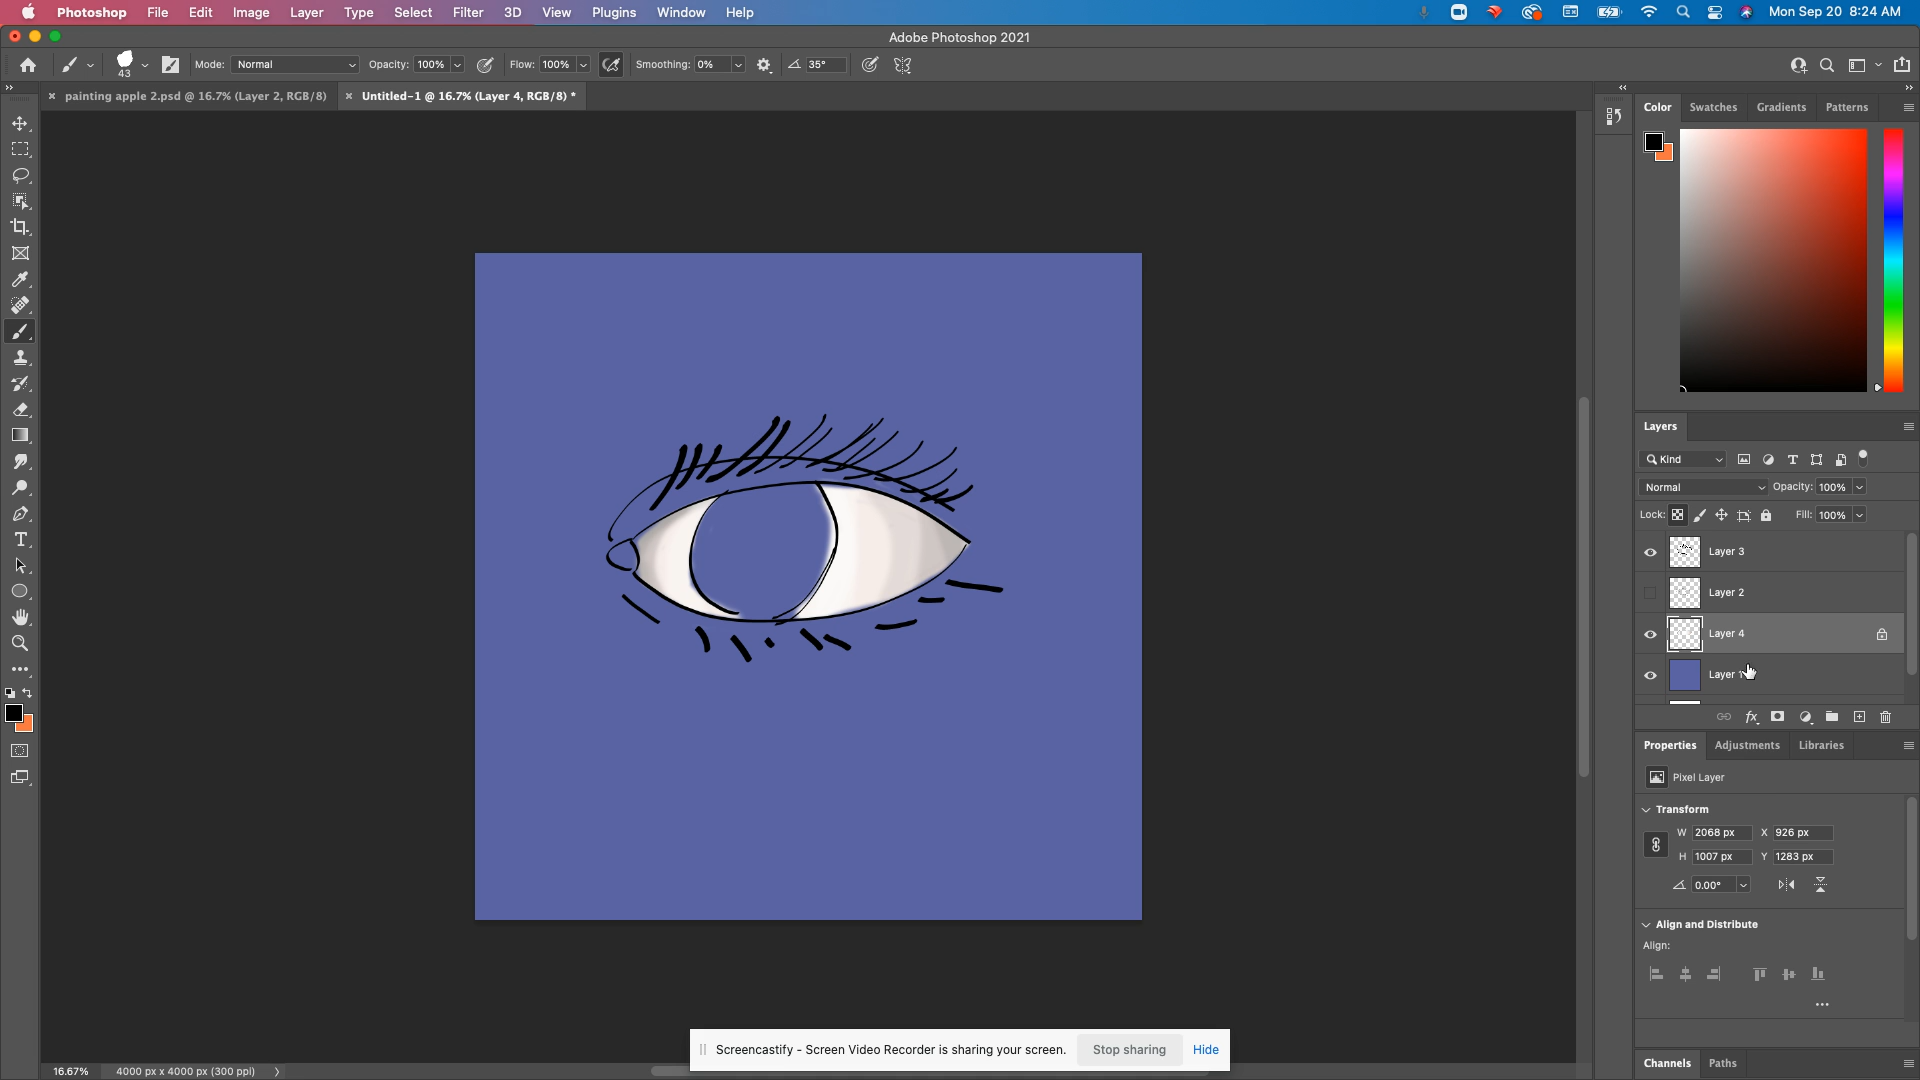 Photoshop File Edit Image Layer Type Select Filter 3D View Plugins Window Help Mon Sep 20 8:24 AM
Adobe Photoshop 2021
43 Mode: Normal Opacity: 100% Flow: 100% Smoothing: 0% 35°
painting apple 2.psd @ 16.7% (Layer 2, RGB/8) Untitled-1 @ 16.7% (Layer 4, RGB/8) *
Color Swatches Gradients Patterns
Layers
Kind
Normal Opacity: 100%
Lock: Fill: 100%
Layer 3
Layer 2
Layer 4
Layer 1
fx
Properties Adjustments Libraries
Pixel Layer
Transform
W 2068 px X 926 px
H 1007 px Y 1283 px
0.00°
Align and Distribute
Align:
Screencastify - Screen Video Recorder is sharing your screen. Stop sharing Hide
Channels Paths
16.67% 4000 px x 4000 px (300 ppi)